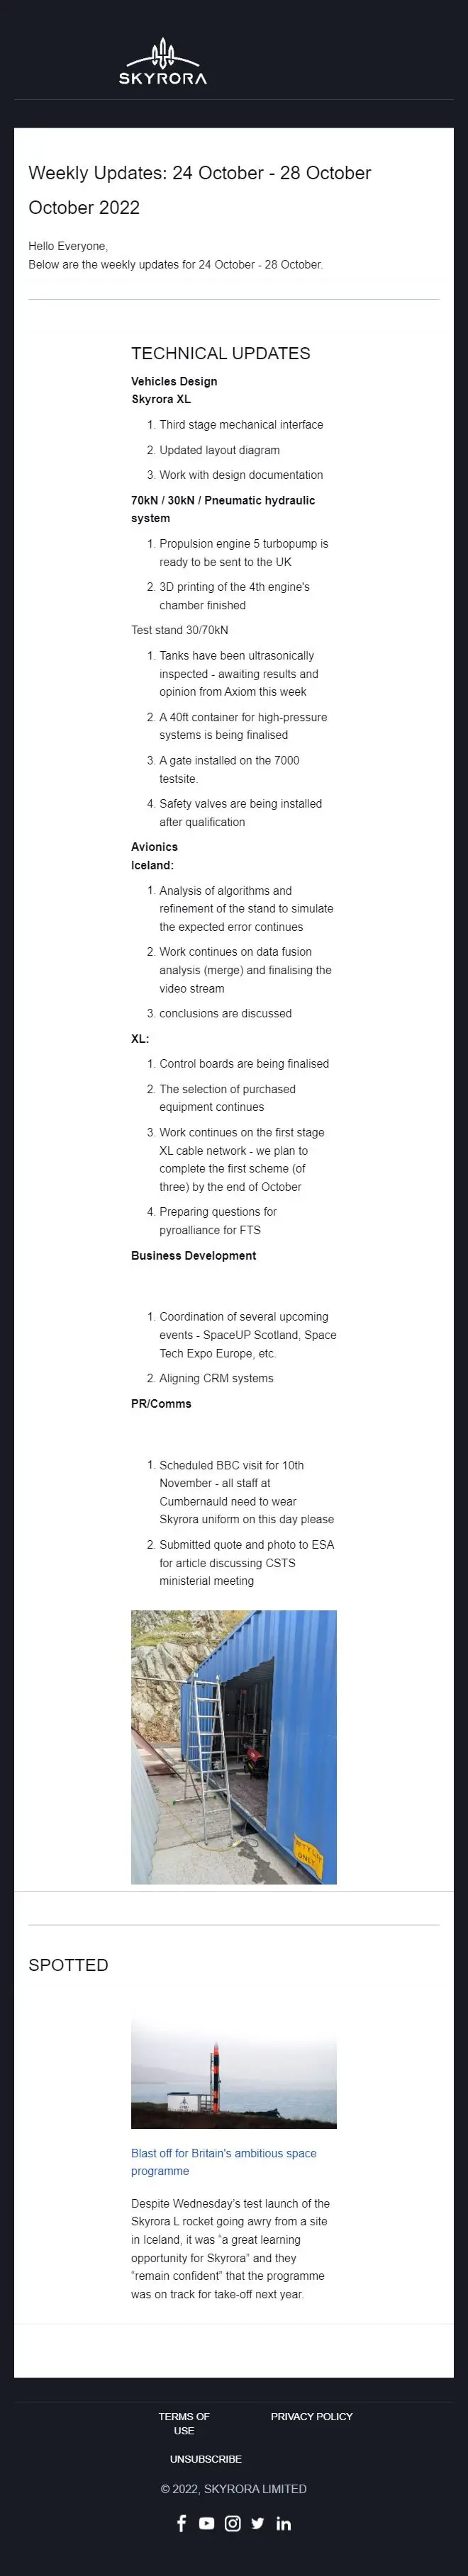 SKYRORA
Weekly Updates: 24 October - 28 October
October 2022
Hello Everyone,
Below are the weekly updates for 24 October - 28 October.
TECHNICAL UPDATES
Vehicles Design
Skyrora XL
1. Third stage mechanical interface
2. Updated layout diagram
3. Work with design documentation
70kN / 30kN / Pneumatic hydraulic
system
1. Propulsion engine 5 turbopump is
ready to be sent to the UK
2. 3D printing of the 4th engine's
chamber finished
Test stand 30/70kN
1. Tanks have been ultrasonically
inspected - awaiting results and
opinion from Axiom this week
2. A 40ft container for high-pressure
systems is being finalised
3. A gate installed on the 7000
testsite.
4. Safety valves are being installed
after qualification
Avionics
Iceland:
1. Analysis of algorithms and
refinement of the stand to simulate
the expected error continues
2. Work continues on data fusion
analysis (merge) and finalising the
video stream
3. conclusions are discussed
XL:
1. Control boards are being finalised
2. The selection of purchased
equipment continues
3. Work continues on the first stage
XL cable network - we plan to
complete the first scheme (of
three) by the end of October
4. Preparing questions for
pyroalliance for FTS
Business Development
1. Coordination of several upcoming
events - SpaceUP Scotland, Space
Tech Expo Europe, etc.
2. Aligning CRM systems
PR/Comms
1. Scheduled BBC visit for 10th
November - all staff at
Cumbernauld need to wear
Skyrora uniform on this day please
2. Submitted quote and photo to ESA
for article discussing CSTS
ministerial meeting
ONLY
SPOTTED
Blast off for Britain's ambitious space
programme
Despite Wednesday's test launch of the
Skyrora L rocket going awry from a site
in Iceland, it was "a great learning
opportunity for Skyrora" and they
"remain confident" that the programme
was on track for take-off next year.
TERMS OF
USE
PRIVACY POLICY
UNSUBSCRIBE
© 2022, SKYRORA LIMITED